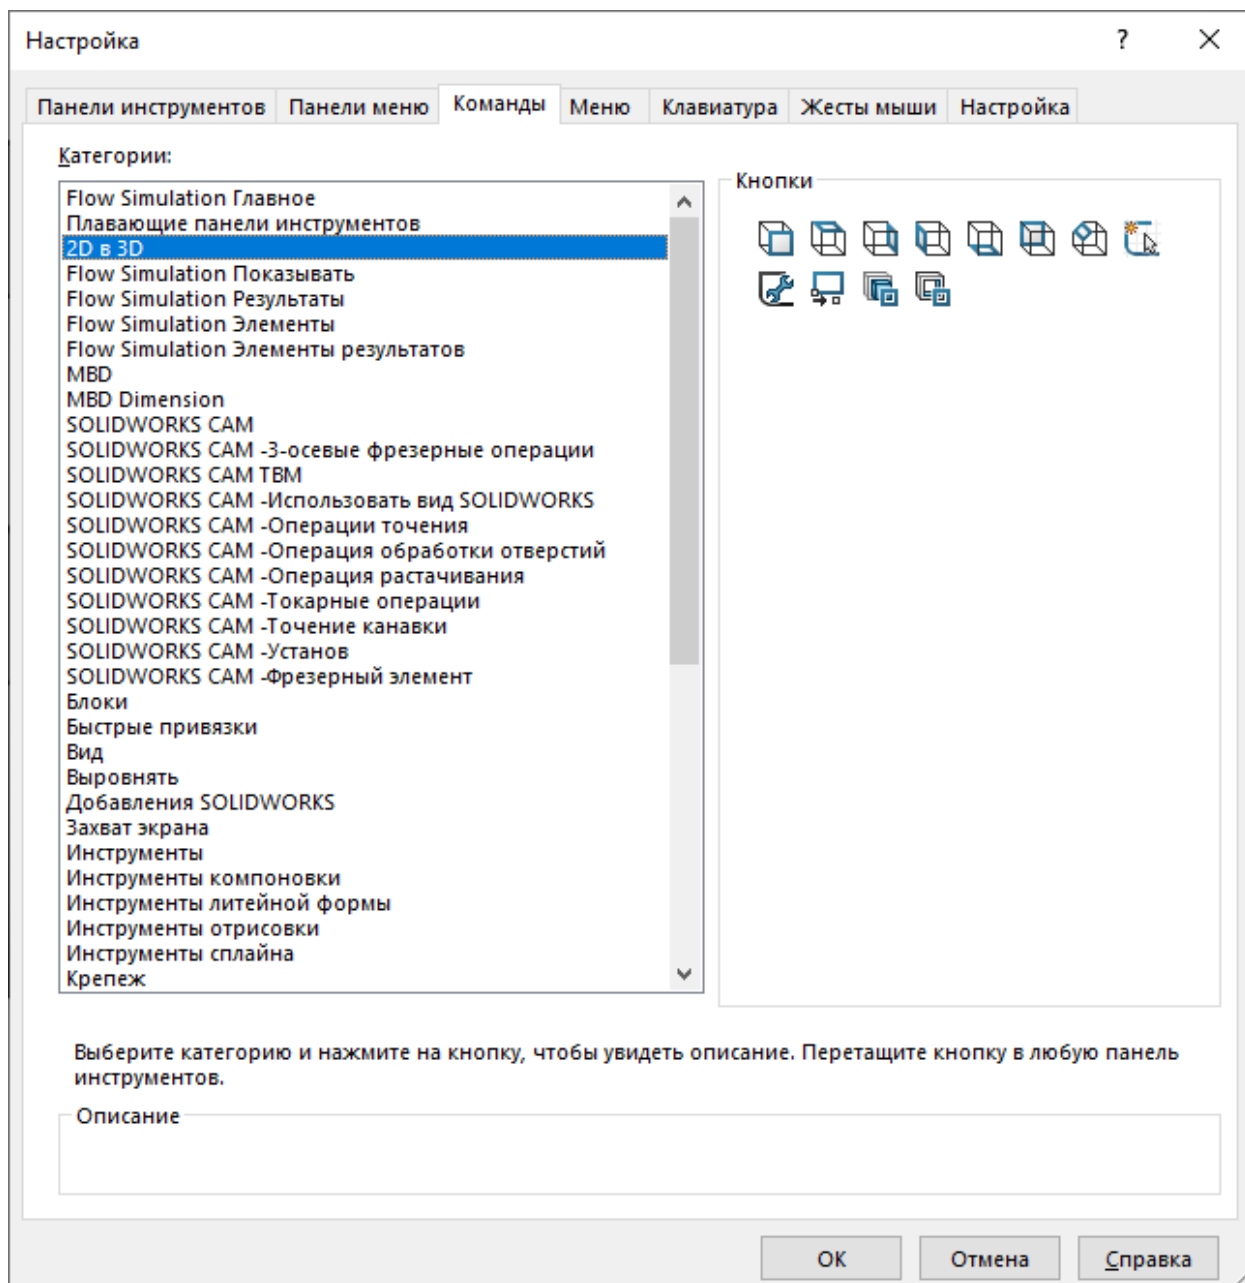 Настройка
Панели инструментов Панели меню Команды Меню Клавиатура Жесты мыши Настройка
Категории:
Кнопки
Flow Simulation Главное
Плавающие панели инструментов
2D в 3D
Flow Simulation Показывать
Flow Simulation Результаты
Flow Simulation Элементы
Flow Simulation Элементы результатов
MBD
MBD Dimension
SOLIDWORKS CAM
SOLIDWORKS CAM -3-осевые фрезерные операции
SOLIDWORKS CAM TBM
SOLIDWORKS CAM -Использовать вид SOLIDWORKS
SOLIDWORKS CAM -Операции точения
SOLIDWORKS CAM -Операция обработки отверстий
SOLIDWORKS CAM -Операция растачивания
SOLIDWORKS CAM -Токарные операции
SOLIDWORKS CAM -Точение канавки
SOLIDWORKS CAM -Установ
SOLIDWORKS CAM -Фрезерный элемент
Блоки
Быстрые привязки
Вид
Выровнять
Добавления SOLIDWORKS
Захват экрана
Инструменты
Инструменты компоновки
Инструменты литейной формы
Инструменты отрисовки
Инструменты сплайна
Крепеж
Выберите категорию и нажмите на кнопку, чтобы увидеть описание. Перетащите кнопку в любую панель
инструментов.
Описание
OK Отмена Справка